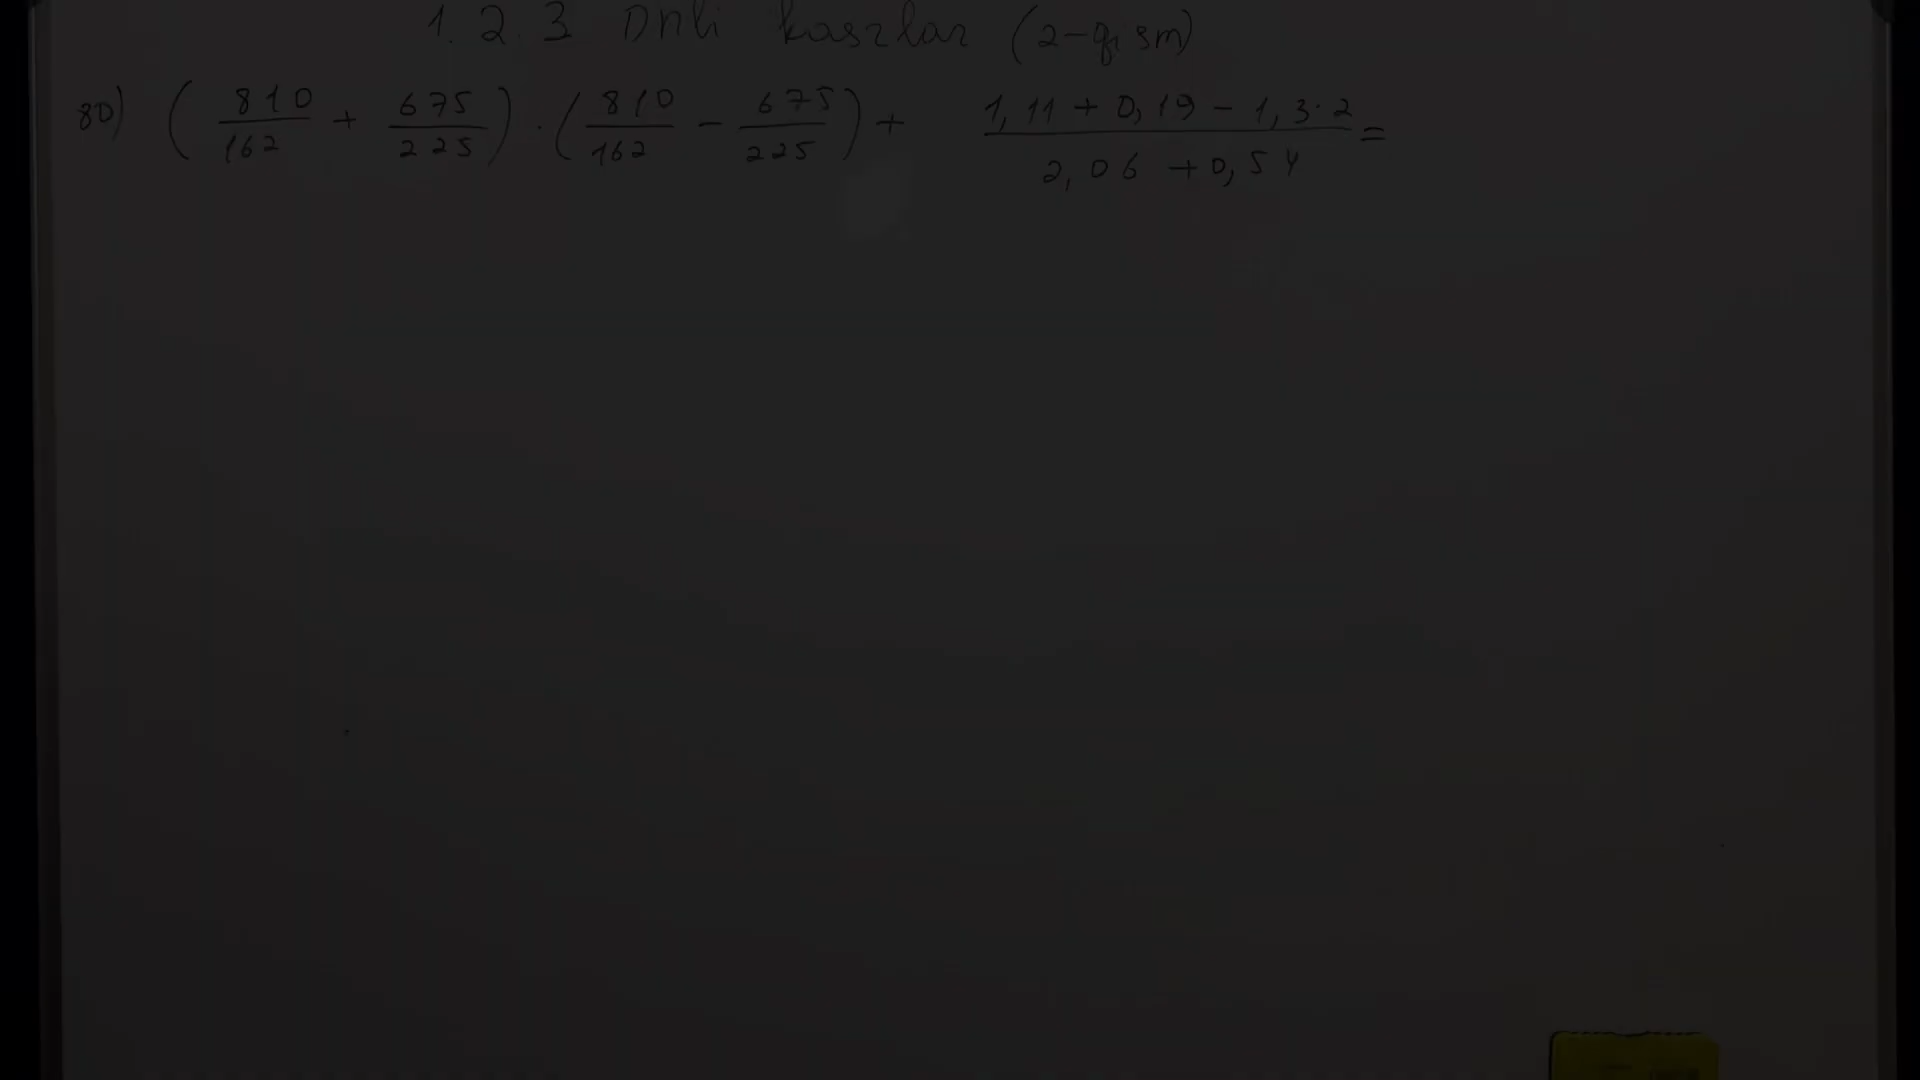 1.2.3 Onli kasrlar (2-qism)
80) ( 810/162 + 675/225 ) · ( 810/162 - 675/225 ) + (1,11 + 0,19 - 1,3·2)/(2,06 + 0,54) =